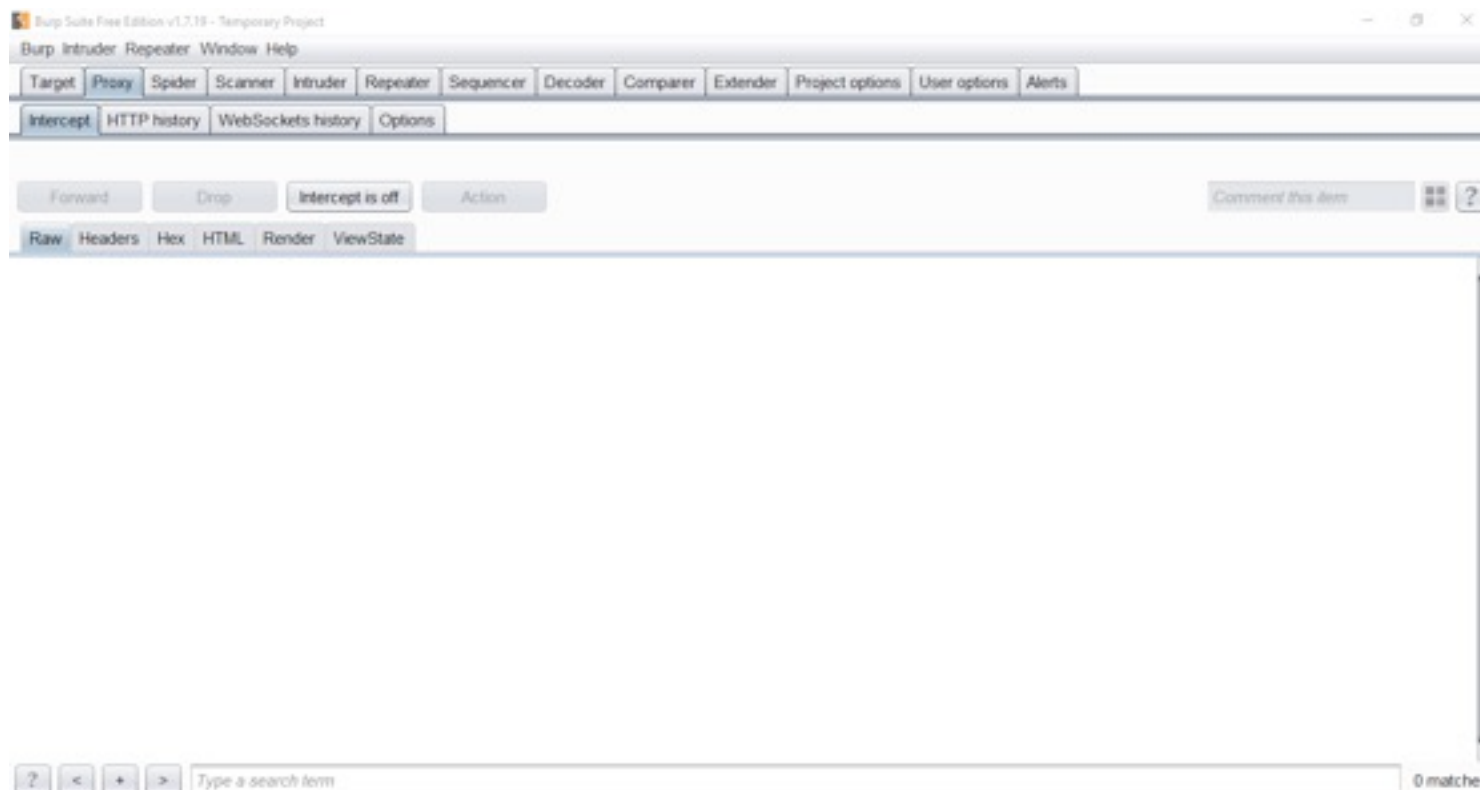 Burp Suite Free Edition v1.7.19 - Temporary Project
Burp Intruder Repeater Window Help
Target Proxy Spider Scanner Intruder Repeater Sequencer Decoder Comparer Extender Project options User options Alerts
Intercept HTTP history WebSockets history Options
Forward Drop Intercept is off Action Comment this item ?
Raw Headers Hex HTML Render ViewState
? < + > Type a search term 0 matche